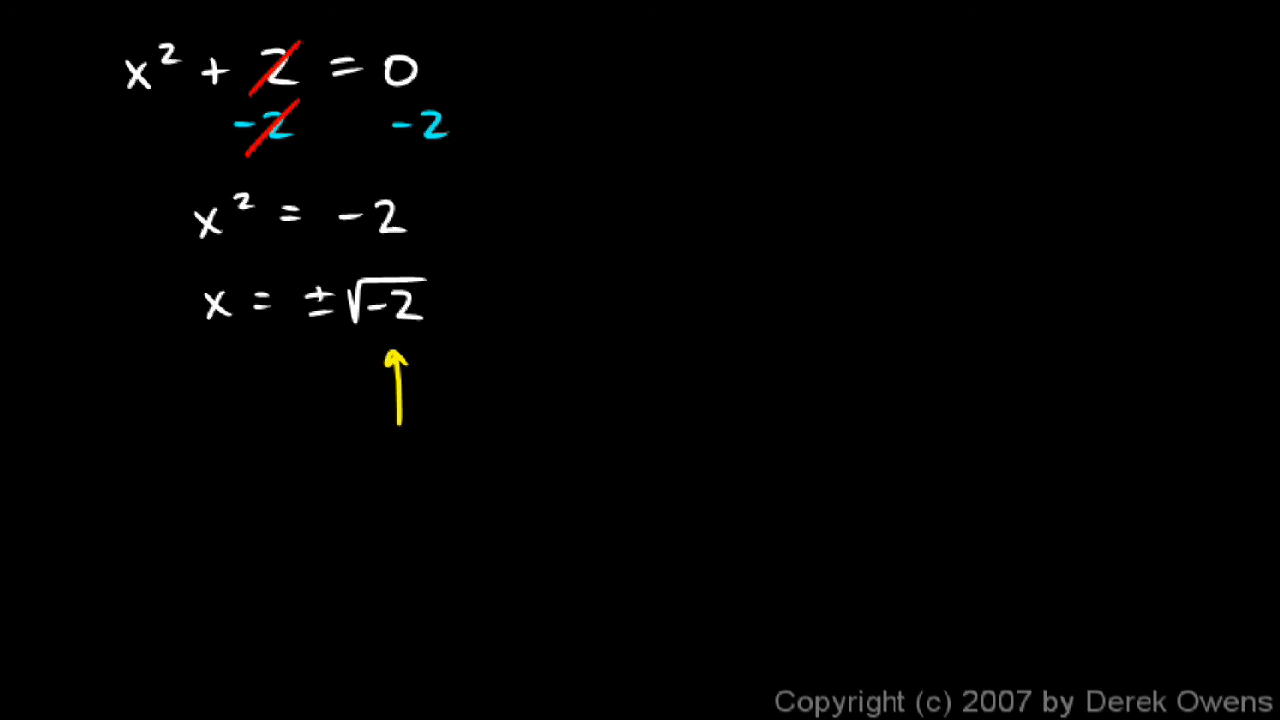 x² + 2 = 0
-2 -2
x² = -2
x = ±√-2
Copyright (c) 2007 by Derek Owens